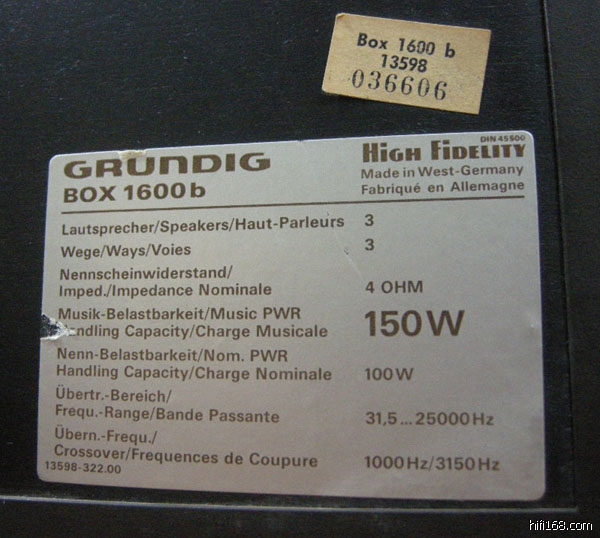 Box 1600 b
13598
036606
DIN 45500
GRUNDIG
HIGH FIDELITY
BOX 1600 b
Made in West-Germany
Fabriqué en Allemagne
Lautsprecher/Speakers/Haut-Parleurs 3
Wege/Ways/Voies 3
Nennscheinwiderstand/
Imped./Impedance Nominale 4 OHM
Musik-Belastbarkeit/Music PWR
Handling Capacity/Charge Musicale 150 W
Nenn-Belastbarkeit/Nom. PWR
Handling Capacity/Charge Nominale 100 W
Übertr.-Bereich/
Frequ.-Range/Bande Passante 31,5...25000 Hz
Übern.-Frequ./
Crossover/Frequences de Coupure 1000 Hz/3150 Hz
13598-322.00
hifi168.com